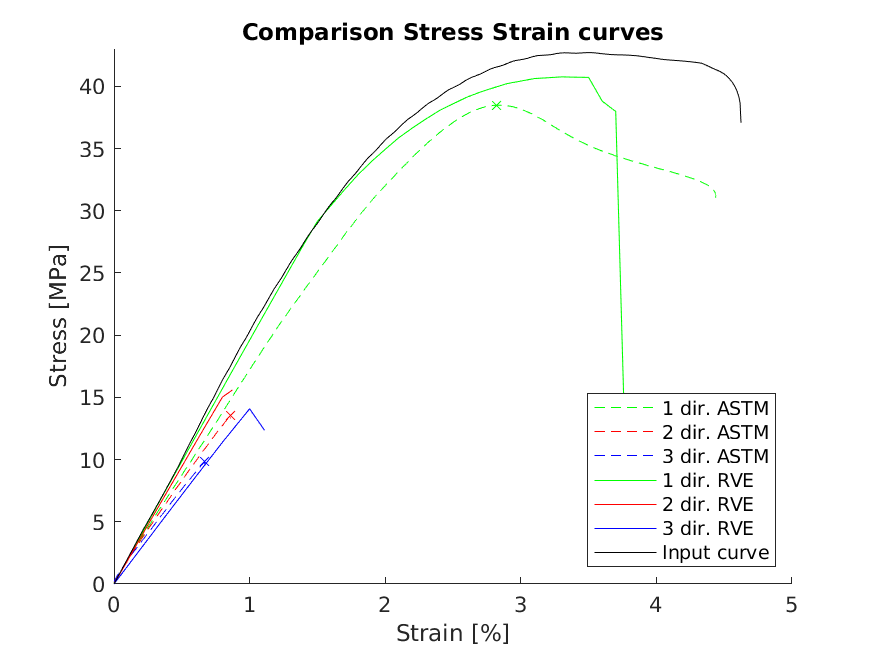 Comparison Stress Strain curves
Stress [MPa]
40
35
30
25
20
15
10
5
0
0 1 2 3 4 5
Strain [%]
1 dir. ASTM
2 dir. ASTM
3 dir. ASTM
1 dir. RVE
2 dir. RVE
3 dir. RVE
Input curve